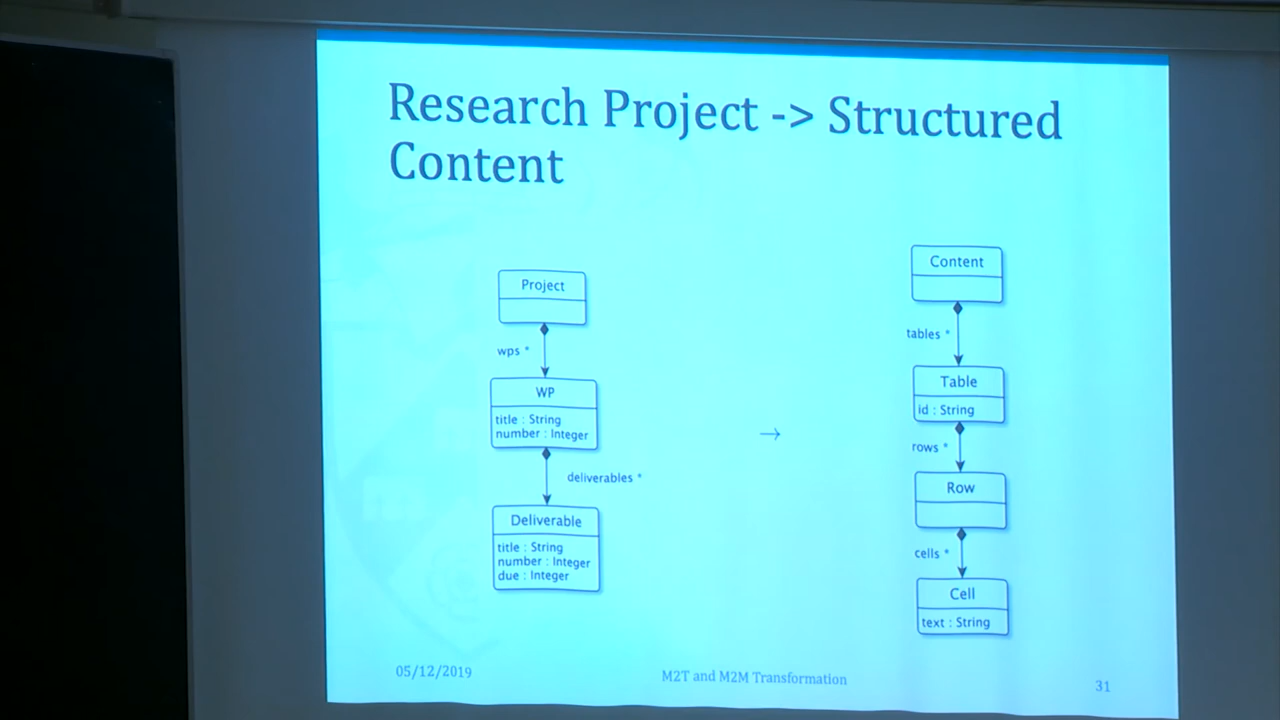 Research Project -> Structured
Content
Project
wps *
WP
title : String
number : Integer
deliverables *
Deliverable
title : String
number : Integer
due : Integer
→
Content
tables *
Table
id : String
rows *
Row
cells *
Cell
text : String
05/12/2019
M2T and M2M Transformation
31